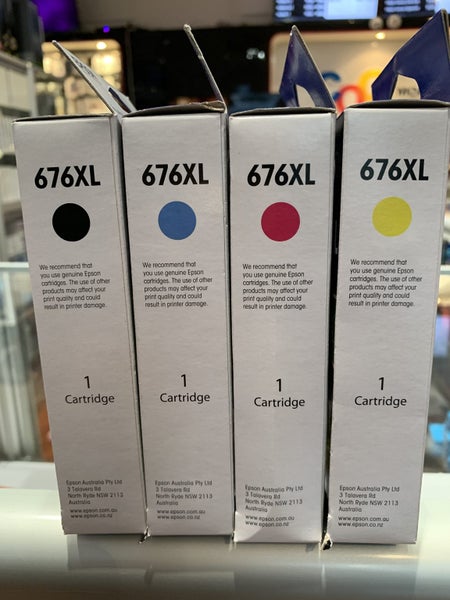 676XL
We recommend that
you use genuine Epson
cartridges. The use of other
products may affect your
print quality and could
result in printer damage.
1
Cartridge
Epson Australia Pty Ltd
3 Talavera Rd
North Ryde NSW 2113
Australia
www.epson.com.au
www.epson.co.nz
676XL
We recommend that
you use genuine Epson
cartridges. The use of other
products may affect your
print quality and could
result in printer damage.
1
Cartridge
Epson Australia Pty Ltd
3 Talavera Rd
North Ryde NSW 2113
Australia
www.epson.com.au
www.epson.co.nz
676XL
We recommend that
you use genuine Epson
cartridges. The use of other
products may affect your
print quality and could
result in printer damage.
1
Cartridge
Epson Australia Pty Ltd
3 Talavera Rd
North Ryde NSW 2113
Australia
www.epson.com.au
www.epson.co.nz
676XL
We recommend that
you use genuine Epson
cartridges. The use of other
products may affect your
print quality and could
result in printer damage.
1
Cartridge
Epson Australia Pty Ltd
3 Talavera Rd
North Ryde NSW 2113
Australia
www.epson.com.au
www.epson.co.nz